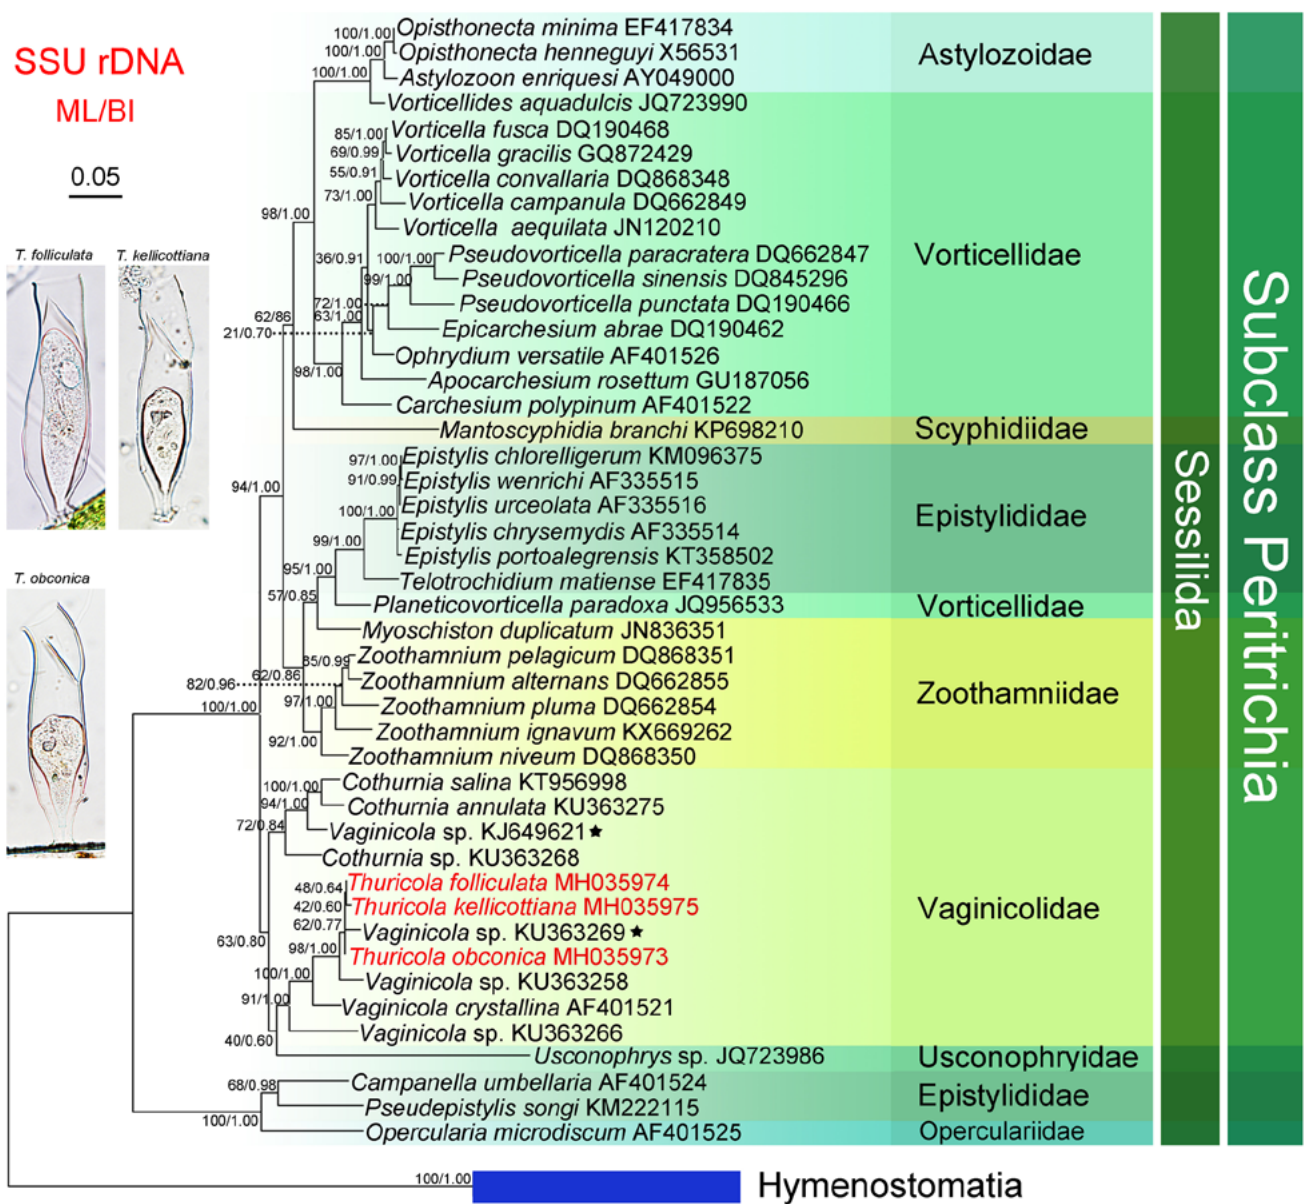 SSU rDNA
ML/BI
0.05
T. folliculata
T. kellicottiana
T. obconica
100/1.00
Opisthonecta minima EF417834
100/1.00
Opisthonecta henneguyi X56531
100/1.00
Astylozoon enriquesi AY049000
Astylozoidae
Vorticellides aquadulcis JQ723990
85/1.00
Vorticella fusca DQ190468
69/0.99
Vorticella gracilis GQ872429
55/0.91
Vorticella convallaria DQ868348
73/1.00
Vorticella campanula DQ662849
98/1.00
Vorticella aequilata JN120210
36/0.91
100/1.00
Pseudovorticella paracratera DQ662847
Vorticellidae
99/1.00
Pseudovorticella sinensis DQ845296
72/1.00
Pseudovorticella punctata DQ190466
62/86
63/1.00
21/0.70
Epicarchesium abrae DQ190462
Ophrydium versatile AF401526
98/1.00
Apocarchesium rosettum GU187056
Carchesium polypinum AF401522
Mantoscyphidia branchi KP698210
Scyphidiidae
97/1.00
Epistylis chlorelligerum KM096375
91/0.99
Epistylis wenrichi AF335515
94/1.00
Epistylis urceolata AF335516
100/1.00
Epistylididae
Epistylis chrysemydis AF335514
99/1.00
Epistylis portoalegrensis KT358502
95/1.00
Telotrochidium matiense EF417835
57/0.85
Planeticovorticella paradoxa JQ956533
Vorticellidae
Myoschiston duplicatum JN836351
85/0.99
Zoothamnium pelagicum DQ868351
62/0.86
82/0.96
Zoothamnium alternans DQ662855
Zoothamniidae
100/1.00
97/1.00
Zoothamnium pluma DQ662854
Zoothamnium ignavum KX669262
92/1.00
Zoothamnium niveum DQ868350
Cothurnia salina KT956998
100/1.00
94/1.00
Cothurnia annulata KU363275
72/0.84
Vaginicola sp. KJ649621★
Cothurnia sp. KU363268
48/0.64
Thuricola folliculata MH035974
42/0.60
Thuricola kellicottiana MH035975
Vaginicolidae
62/0.77
Vaginicola sp. KU363269★
63/0.80
98/1.00
Thuricola obconica MH035973
100/1.00
Vaginicola sp. KU363258
91/1.00
Vaginicola crystallina AF401521
Vaginicola sp. KU363266
40/0.60
Usconophrys sp. JQ723986
Usconophryidae
68/0.98
Campanella umbellaria AF401524
Epistylididae
Pseudepistylis songi KM222115
100/1.00
Opercularia microdiscum AF401525
Operculariidae
100/1.00
Hymenostomatia
Sessilida
Subclass Peritrichia